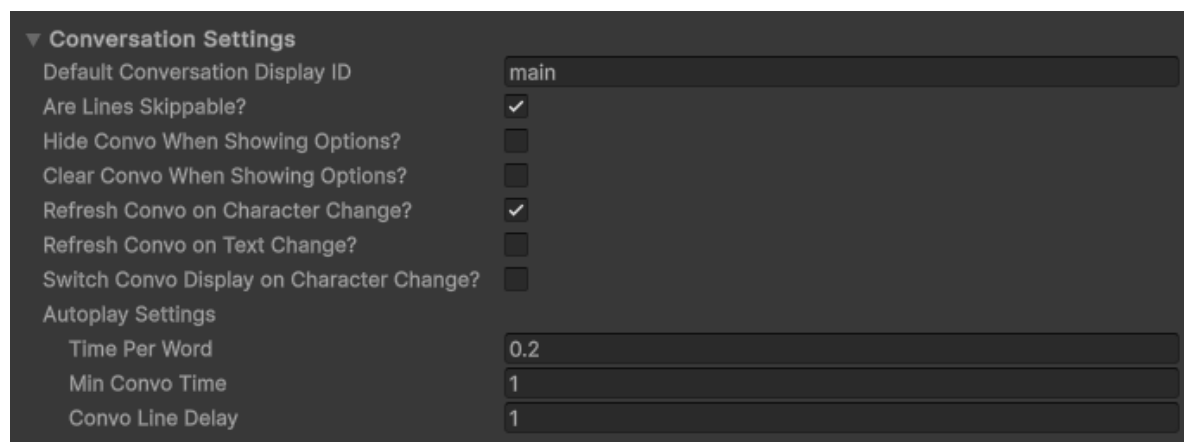 Conversation Settings
Default Conversation Display ID main
Are Lines Skippable?
Hide Convo When Showing Options?
Clear Convo When Showing Options?
Refresh Convo on Character Change?
Refresh Convo on Text Change?
Switch Convo Display on Character Change?
Autoplay Settings
Time Per Word 0.2
Min Convo Time 1
Convo Line Delay 1